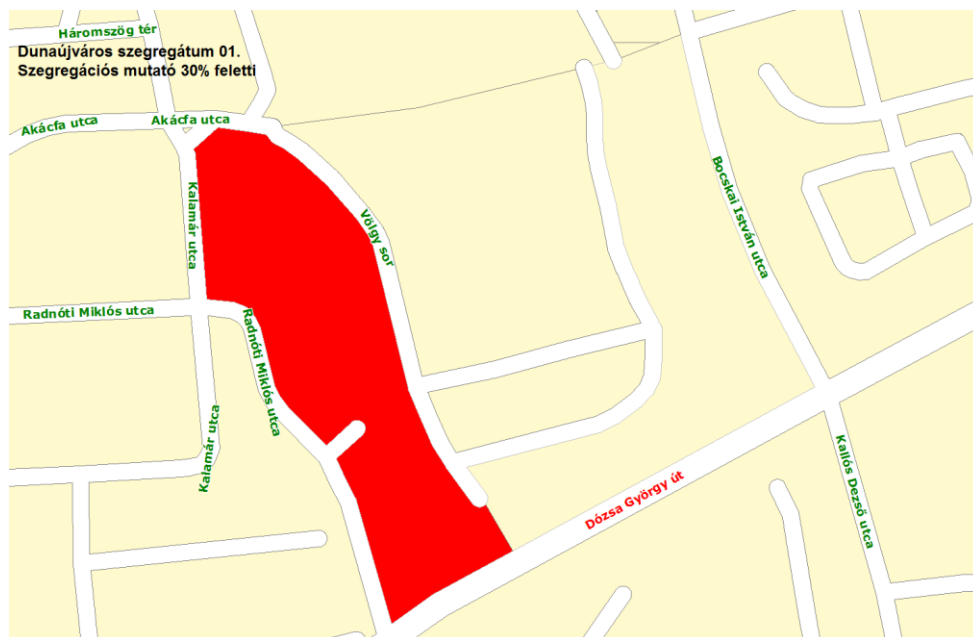 Háromszög tér
Dunaújváros szegregátum 01.
Szegregációs mutató 30% feletti
Akácfa utca
Akácfa utca
Kalamár utca
Völgy sor
Bocskai István utca
Radnóti Miklós utca
Radnóti Miklós utca
Kalamár utca
Dózsa György út
Kallós Dezső utca